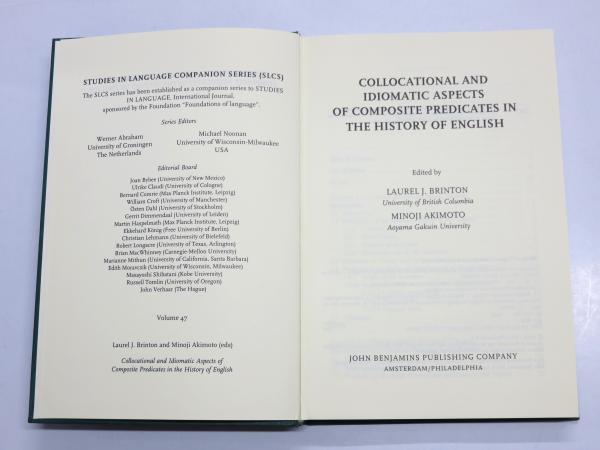 STUDIES IN LANGUAGE COMPANION SERIES (SLCS)
The SLCS series has been established as a companion series to STUDIES
IN LANGUAGE, International Journal,
sponsored by the Foundation "Foundations of language".
Series Editors
Werner Abraham
University of Groningen
The Netherlands
Michael Noonan
University of Wisconsin-Milwaukee
USA
Editorial Board
Joan Bybee (University of New Mexico)
Ulrike Claudi (University of Cologne)
Bernard Comrie (Max Planck Institute, Leipzig)
William Croft (University of Manchester)
Östen Dahl (University of Stockholm)
Gerrit Dimmendaal (University of Leiden)
Martin Haspelmath (Max Planck Institute, Leipzig)
Ekkehard König (Free University of Berlin)
Christian Lehmann (University of Bielefeld)
Robert Longacre (University of Texas, Arlington)
Brian MacWhinney (Carnegie-Mellon University)
Marianne Mithun (University of California, Santa Barbara)
Edith Moravcsik (University of Wisconsin, Milwaukee)
Masayoshi Shibatani (Kobe University)
Russell Tomlin (University of Oregon)
John Verhaar (The Hague)
Volume 47
Laurel J. Brinton and Minoji Akimoto (eds)
Collocational and Idiomatic Aspects of
Composite Predicates in the History of English
COLLOCATIONAL AND
IDIOMATIC ASPECTS
OF COMPOSITE PREDICATES IN
THE HISTORY OF ENGLISH
Edited by
LAUREL J. BRINTON
University of British Columbia
MINOJI AKIMOTO
Aoyama Gakuin University
JOHN BENJAMINS PUBLISHING COMPANY
AMSTERDAM/PHILADELPHIA